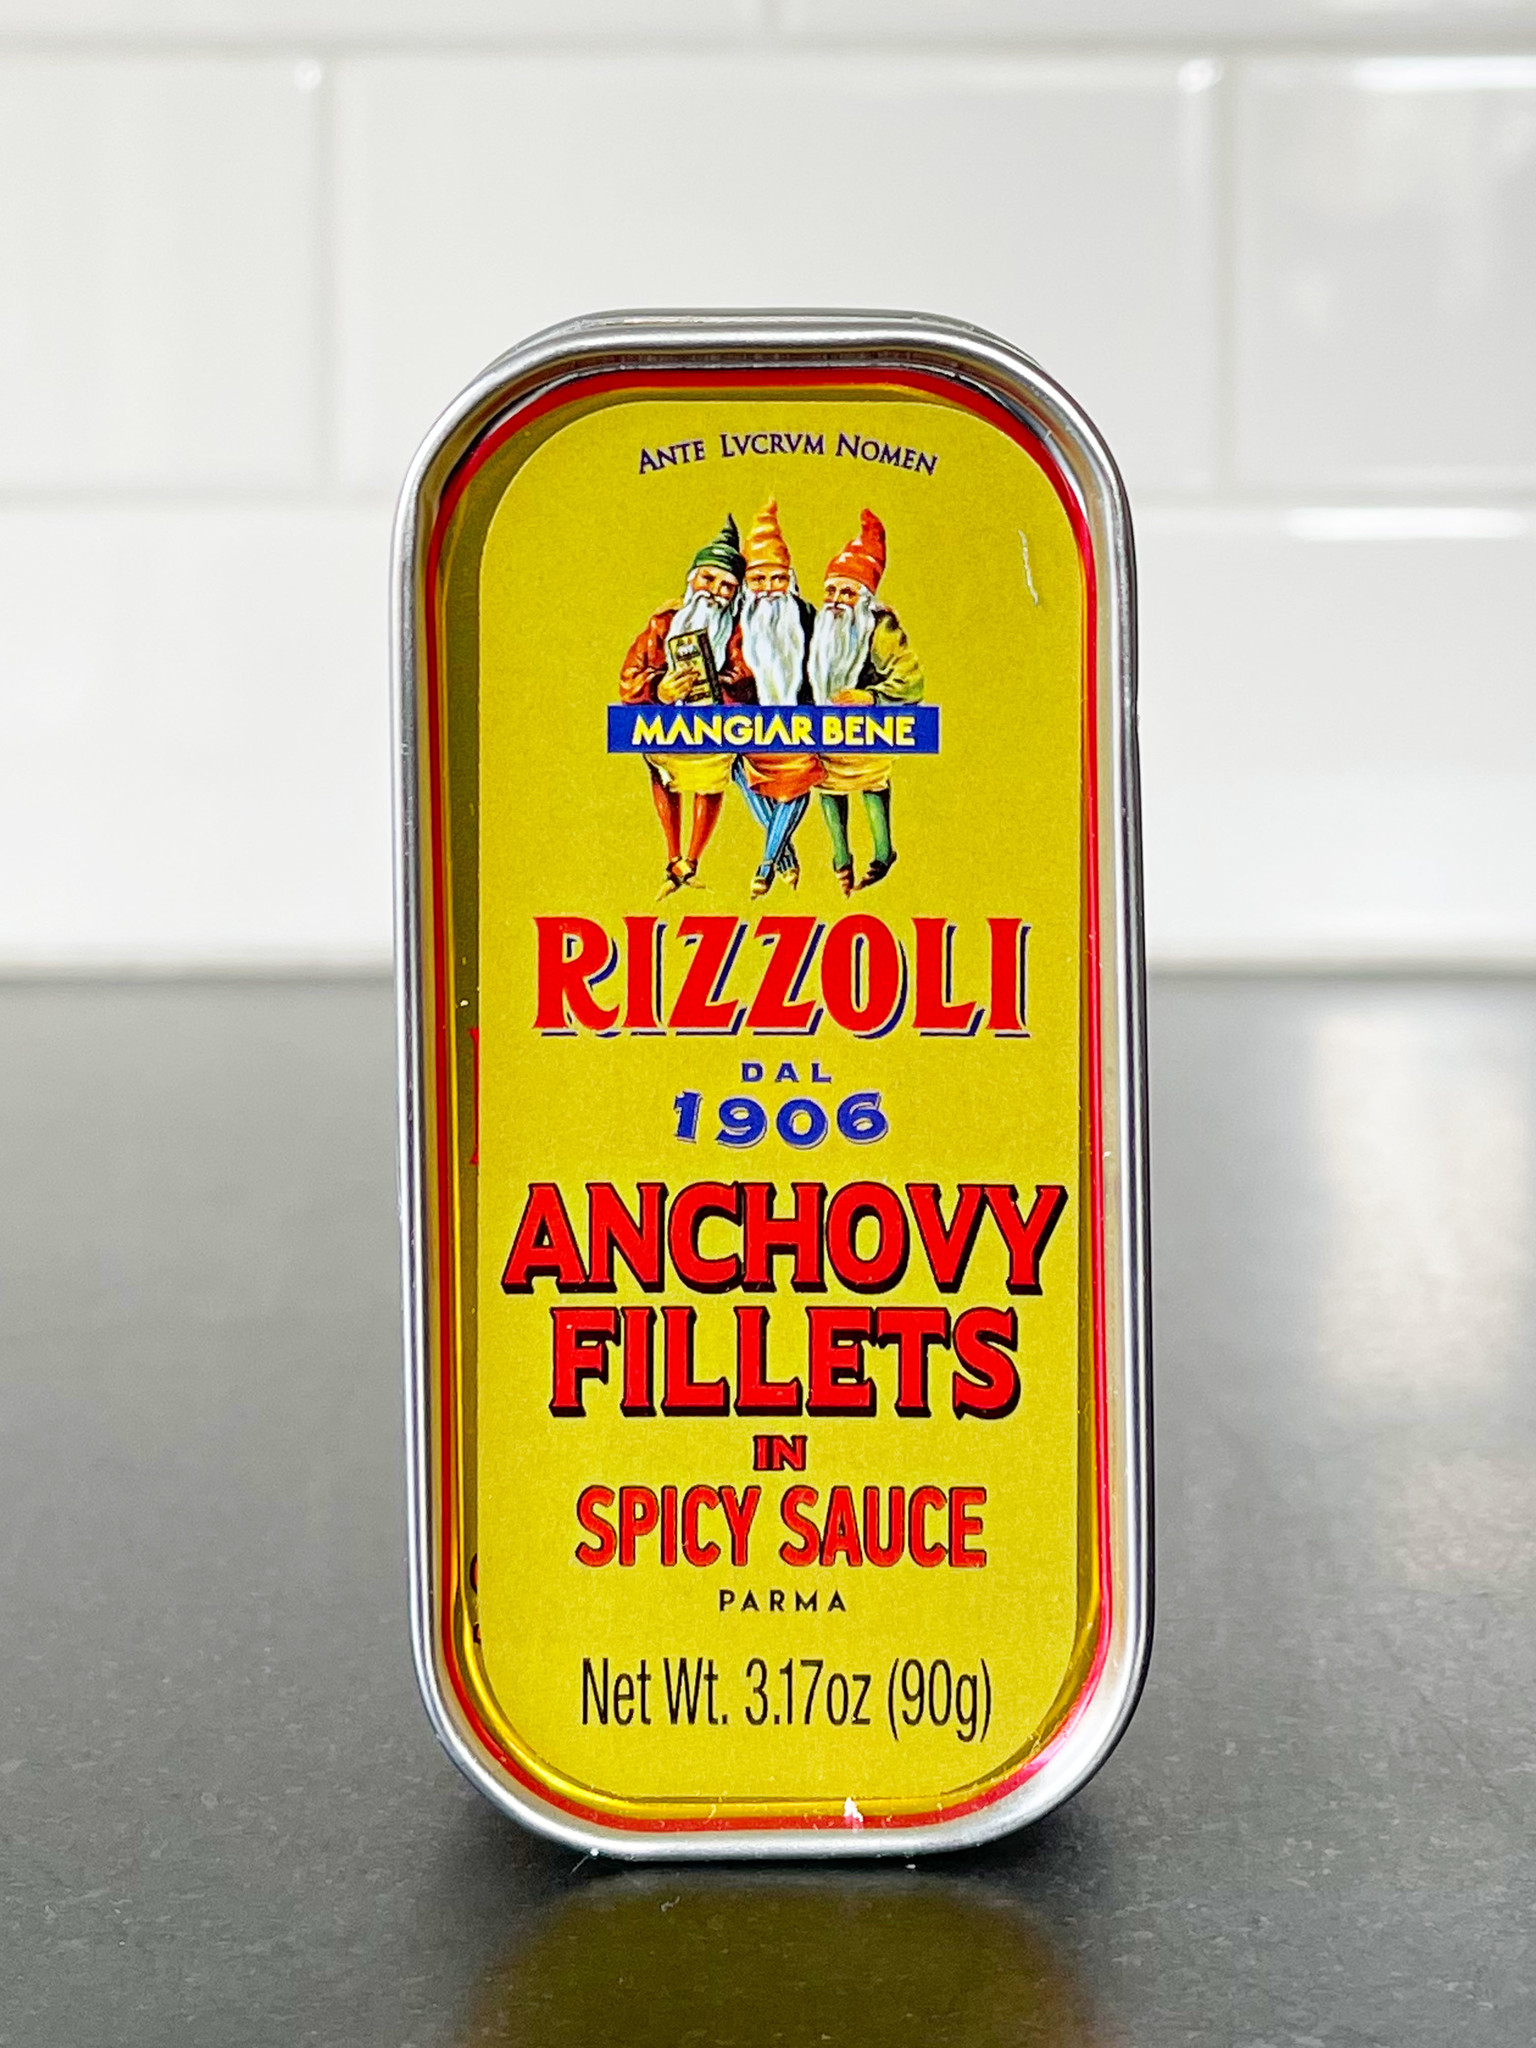 ANTE LVCRVM NOMEN
MANGIAR BENE
RIZZOLI
DAL
1906
ANCHOVY
FILLETS
IN
SPICY SAUCE
PARMA
Net Wt. 3.17oz (90g)